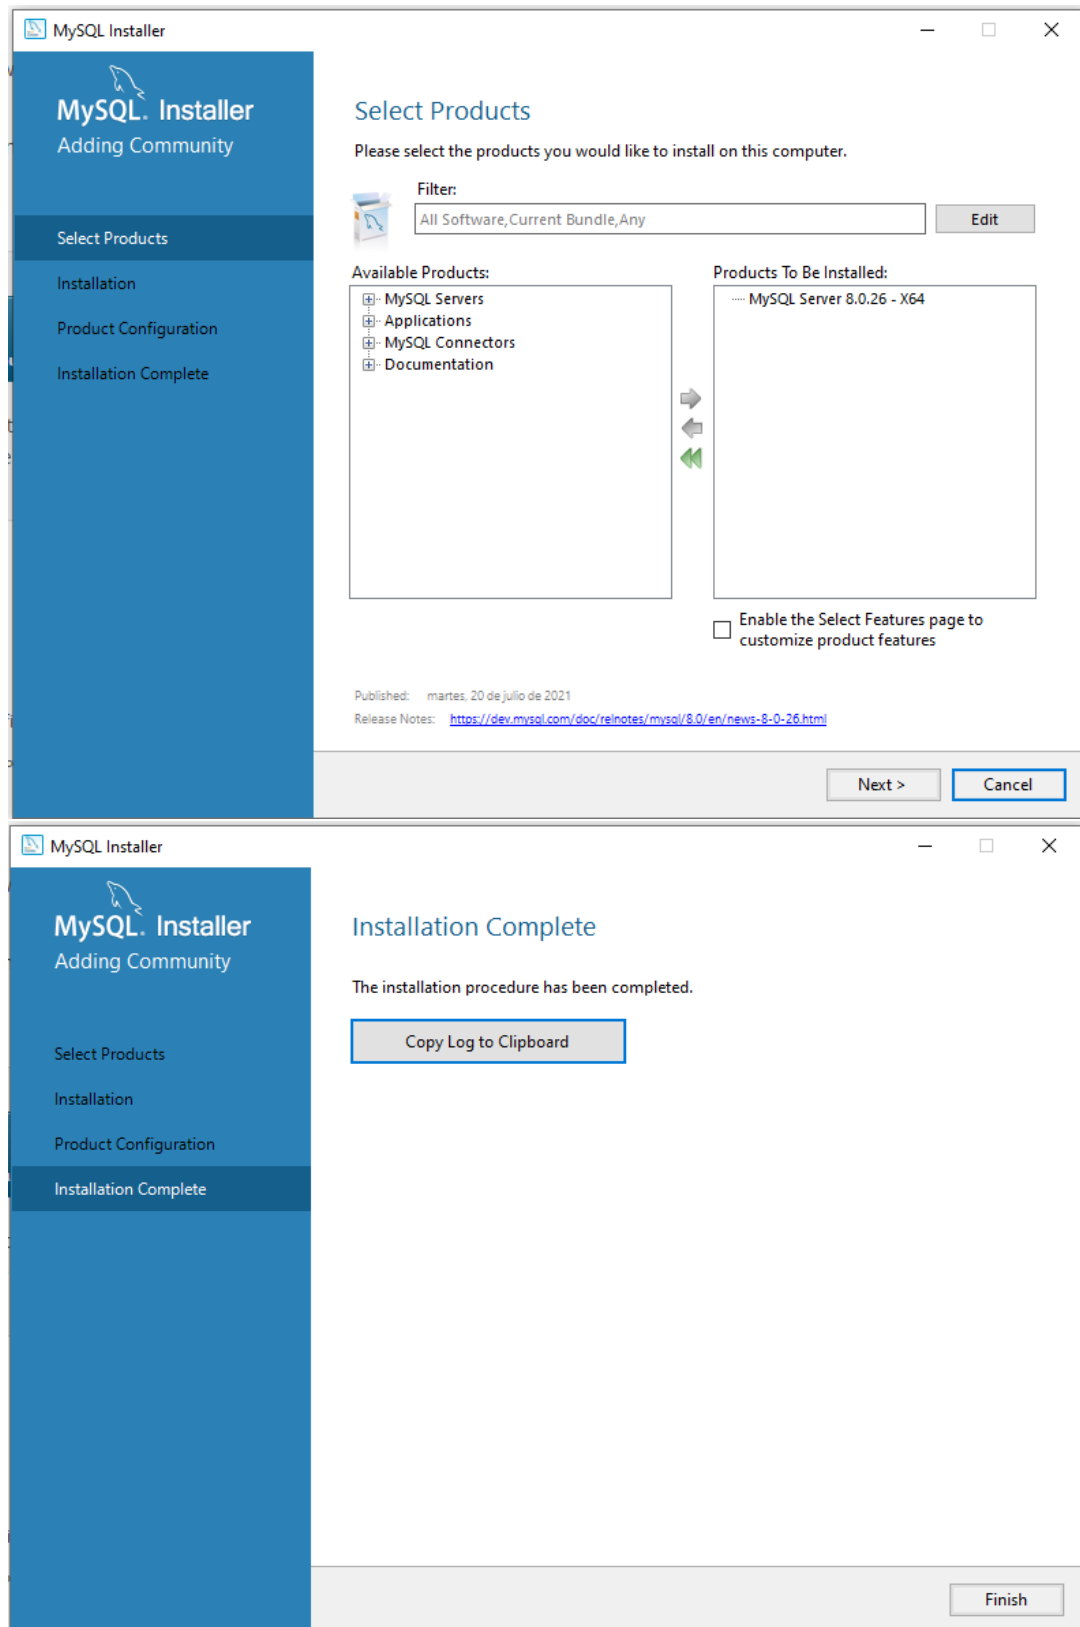 MySQL Installer
MySQL. Installer
Adding Community
Select Products
Installation
Product Configuration
Installation Complete
Select Products
Please select the products you would like to install on this computer.
Filter:
All Software,Current Bundle,Any
Edit
Available Products:
MySQL Servers
Applications
MySQL Connectors
Documentation
Products To Be Installed:
MySQL Server 8.0.26 - X64
Enable the Select Features page to
customize product features
Published: martes, 20 de julio de 2021
Release Notes: https://dev.mysql.com/doc/relnotes/mysql/8.0/en/news-8-0-26.html
Next >
Cancel
MySQL Installer
MySQL. Installer
Adding Community
Select Products
Installation
Product Configuration
Installation Complete
Installation Complete
The installation procedure has been completed.
Copy Log to Clipboard
Finish